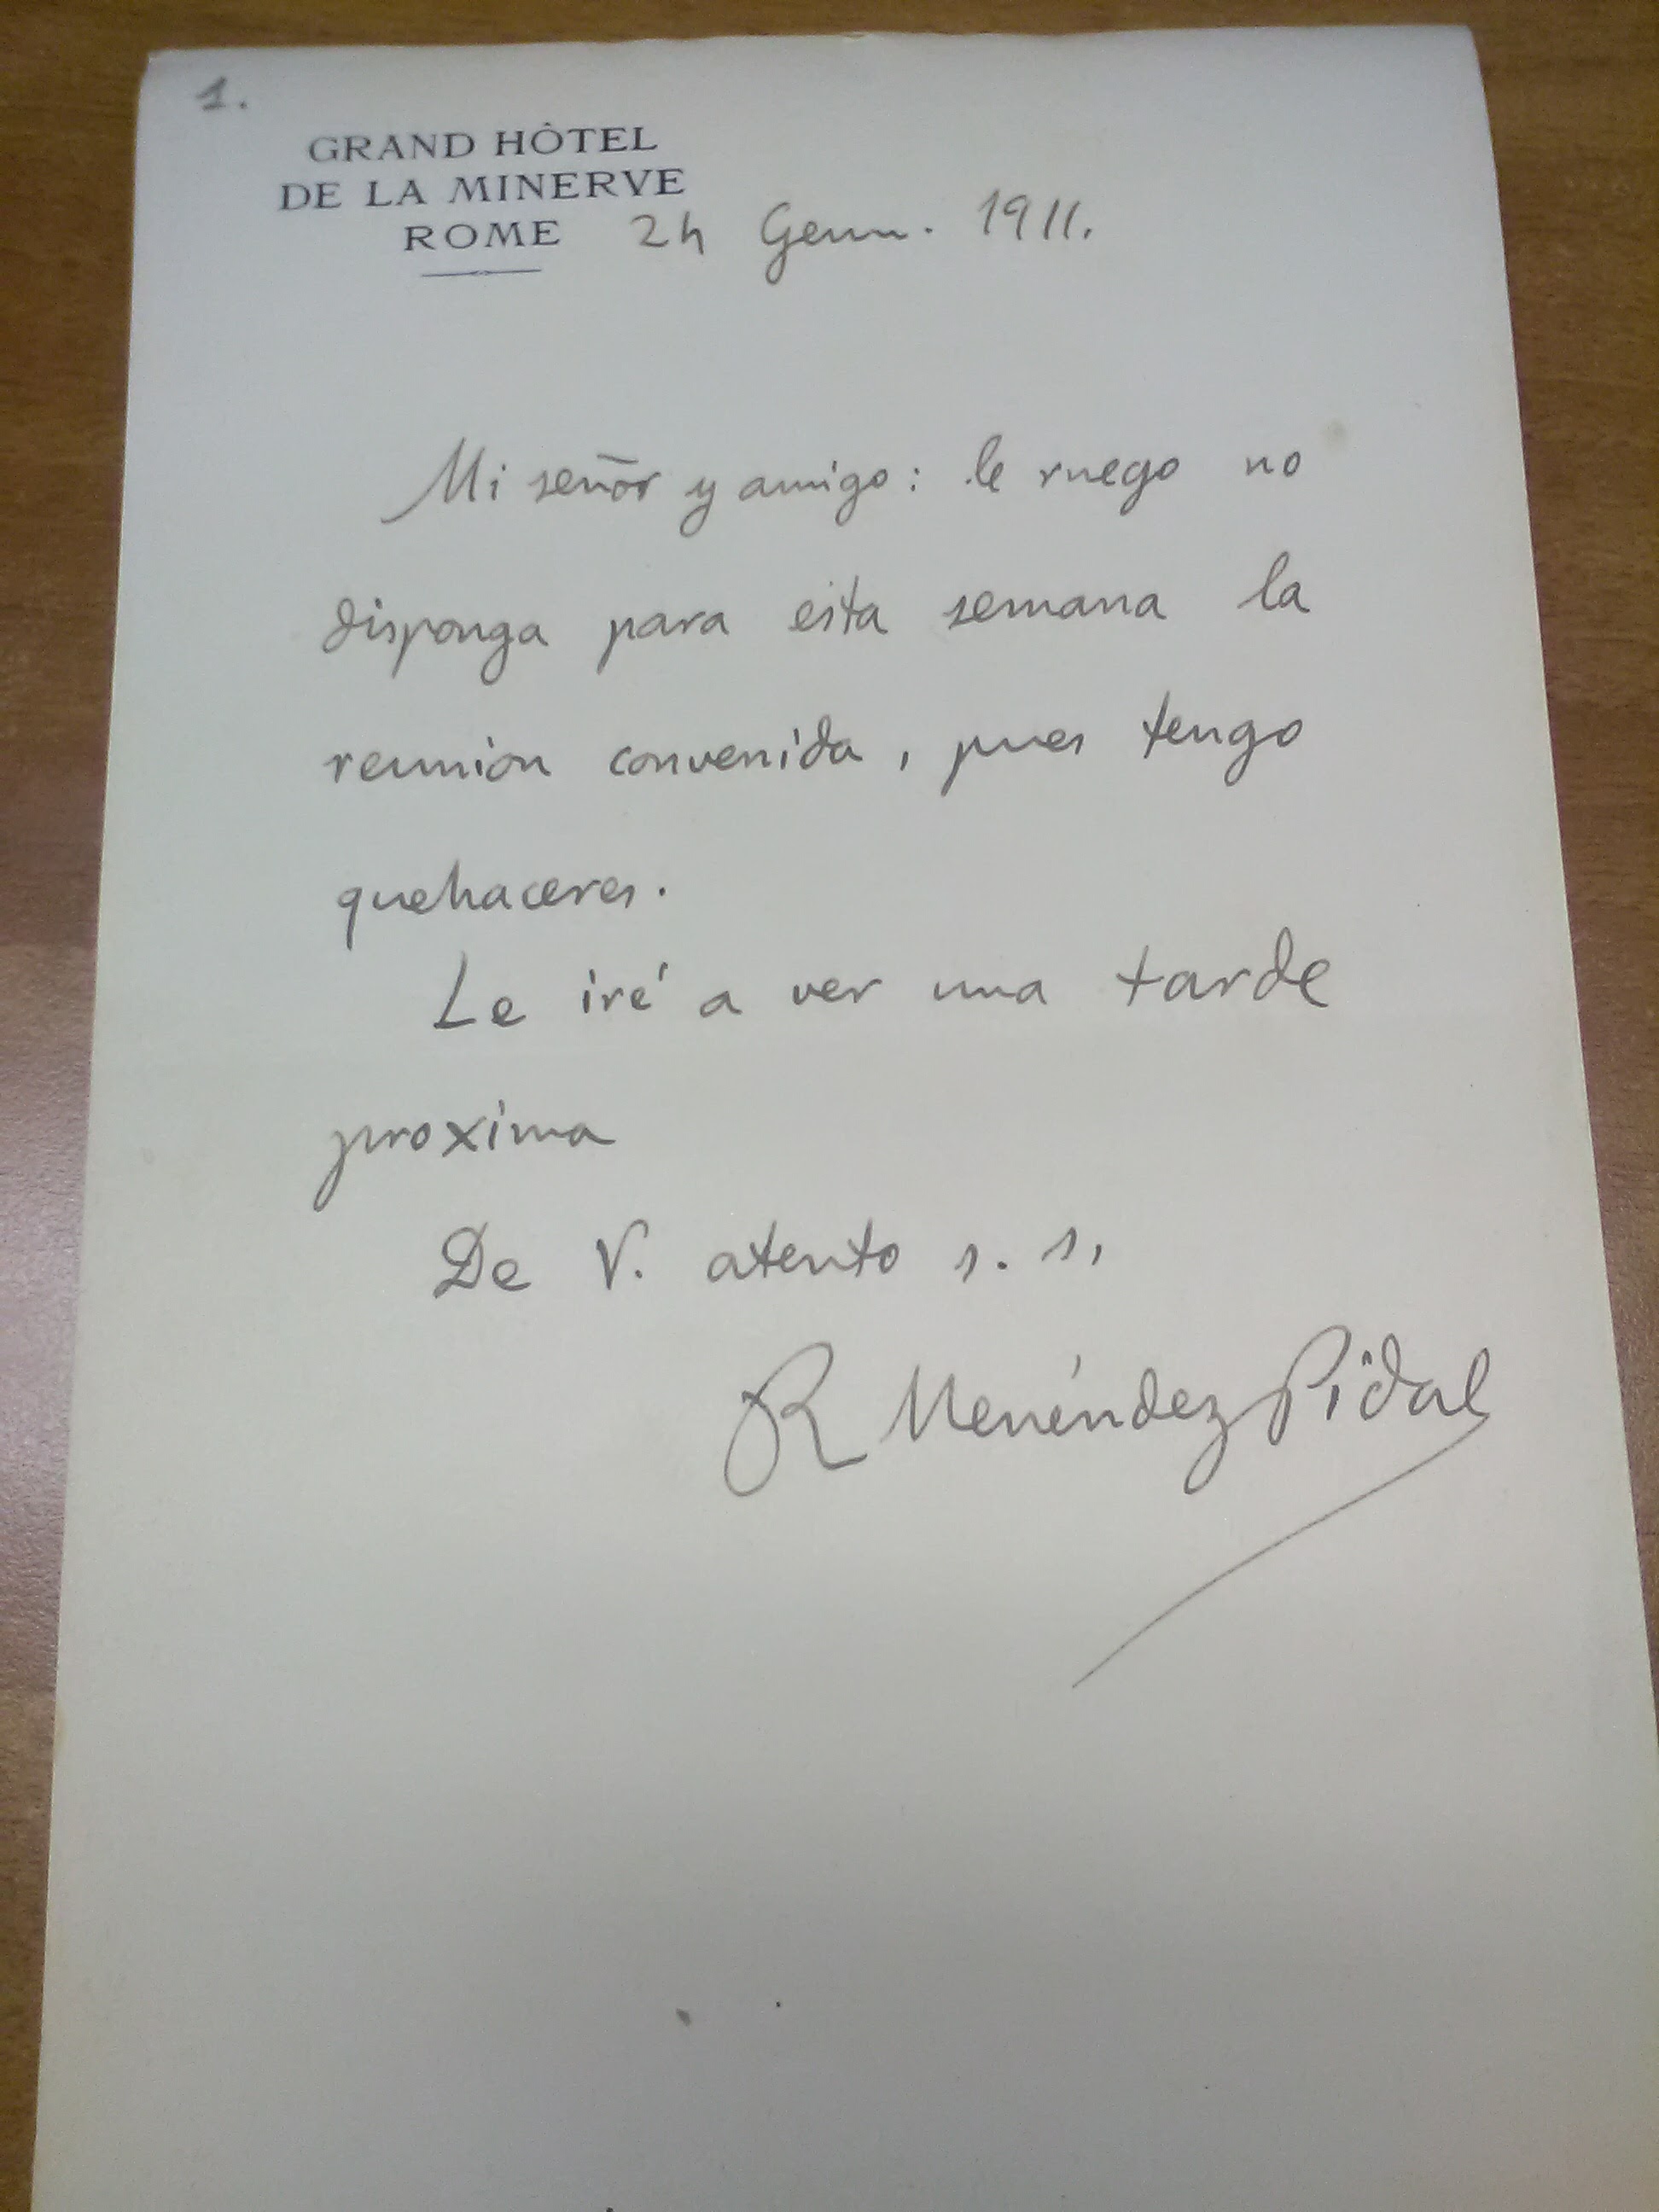 1.
GRAND HÔTEL
DE LA MINERVE
ROME 24 Genn. 1911.
Mi señor y amigo: le ruego no
disponga para esta semana la
reunion convenida, pues tengo
quehaceres.
Le iré a ver una tarde
proxima
De V. atento s. s.
R Menéndez Pidal